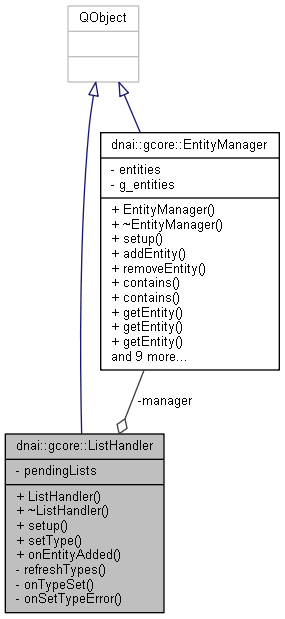 QObject
dnai::gcore::EntityManager
- entities
- g_entities
+ EntityManager()
+ ~EntityManager()
+ setup()
+ addEntity()
+ removeEntity()
+ contains()
+ contains()
+ getEntity()
+ getEntity()
+ getEntity()
and 9 more...
-manager
dnai::gcore::ListHandler
- pendingLists
+ ListHandler()
+ ~ListHandler()
+ setup()
+ setType()
+ onEntityAdded()
- refreshTypes()
- onTypeSet()
- onSetTypeError()